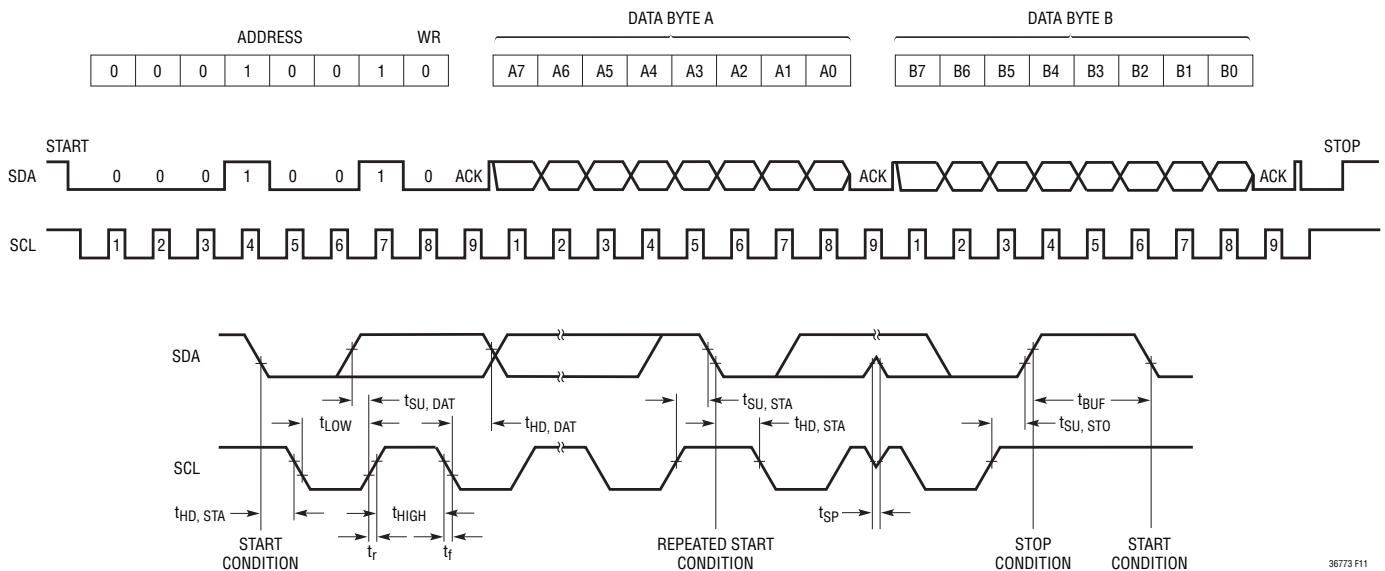 DATA BYTE A DATA BYTE B
ADDRESS WR
0 0 0 1 0 0 1 0 A7 A6 A5 A4 A3 A2 A1 A0 B7 B6 B5 B4 B3 B2 B1 B0
START STOP
SDA 0 0 0 1 0 0 1 0 ACK ACK ACK
SCL 1 2 3 4 5 6 7 8 9 1 2 3 4 5 6 7 8 9 1 2 3 4 5 6 7 8 9
SDA
tSU, DAT tSU, STA tBUF
tLOW tHD, DAT tHD, STA tSU, STO
SCL
tHD, STA tHIGH tSP
tr tf
START CONDITION REPEATED START CONDITION STOP CONDITION START CONDITION
36773 F11